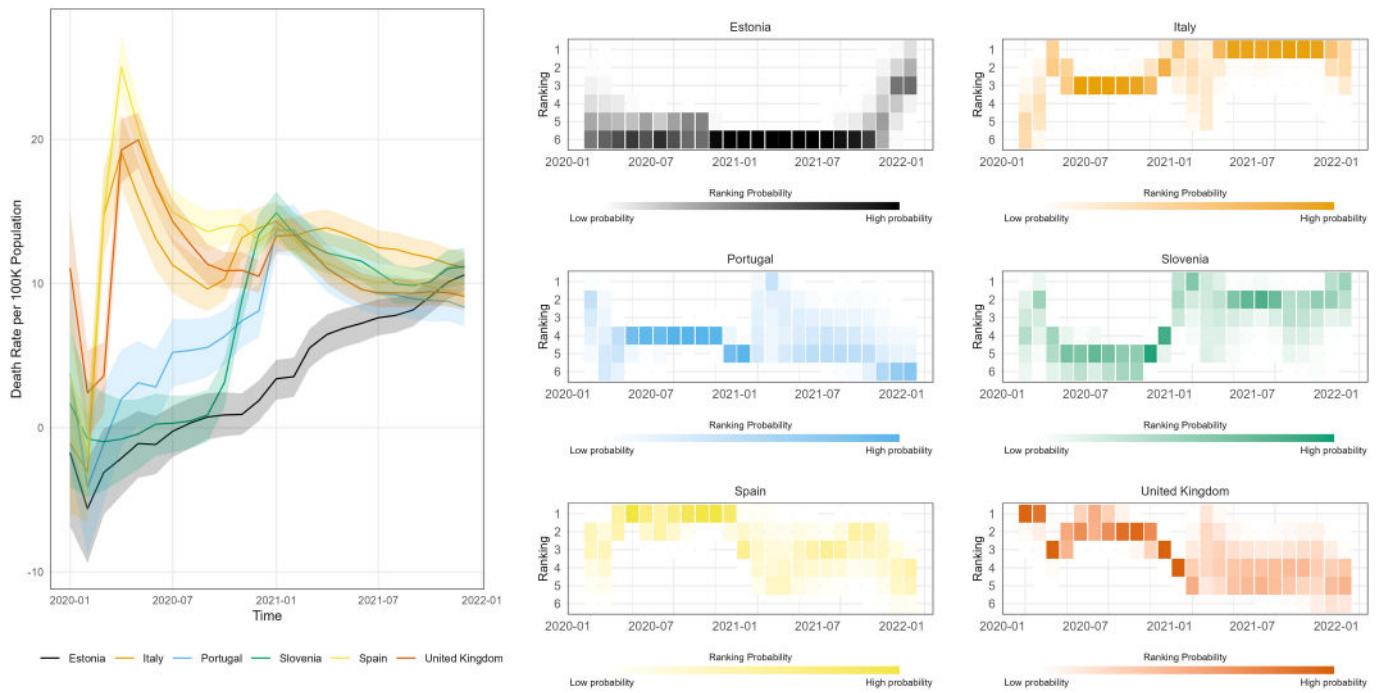 Death Rate per 100K Population
20
10
0
-10
2020-01
2020-07
2021-01
2021-07
2022-01
Time
Estonia
Italy
Portugal
Slovenia
Spain
United Kingdom
Estonia
Ranking
1
2
3
4
5
6
2020-01
2020-07
2021-01
2021-07
2022-01
Ranking Probability
Low probability
High probability
Italy
Ranking
1
2
3
4
5
6
2020-01
2020-07
2021-01
2021-07
2022-01
Ranking Probability
Low probability
High probability
Portugal
Ranking
1
2
3
4
5
6
2020-01
2020-07
2021-01
2021-07
2022-01
Ranking Probability
Low probability
High probability
Slovenia
Ranking
1
2
3
4
5
6
2020-01
2020-07
2021-01
2021-07
2022-01
Ranking Probability
Low probability
High probability
Spain
Ranking
1
2
3
4
5
6
2020-01
2020-07
2021-01
2021-07
2022-01
Ranking Probability
Low probability
High probability
United Kingdom
Ranking
1
2
3
4
5
6
2020-01
2020-07
2021-01
2021-07
2022-01
Ranking Probability
Low probability
High probability